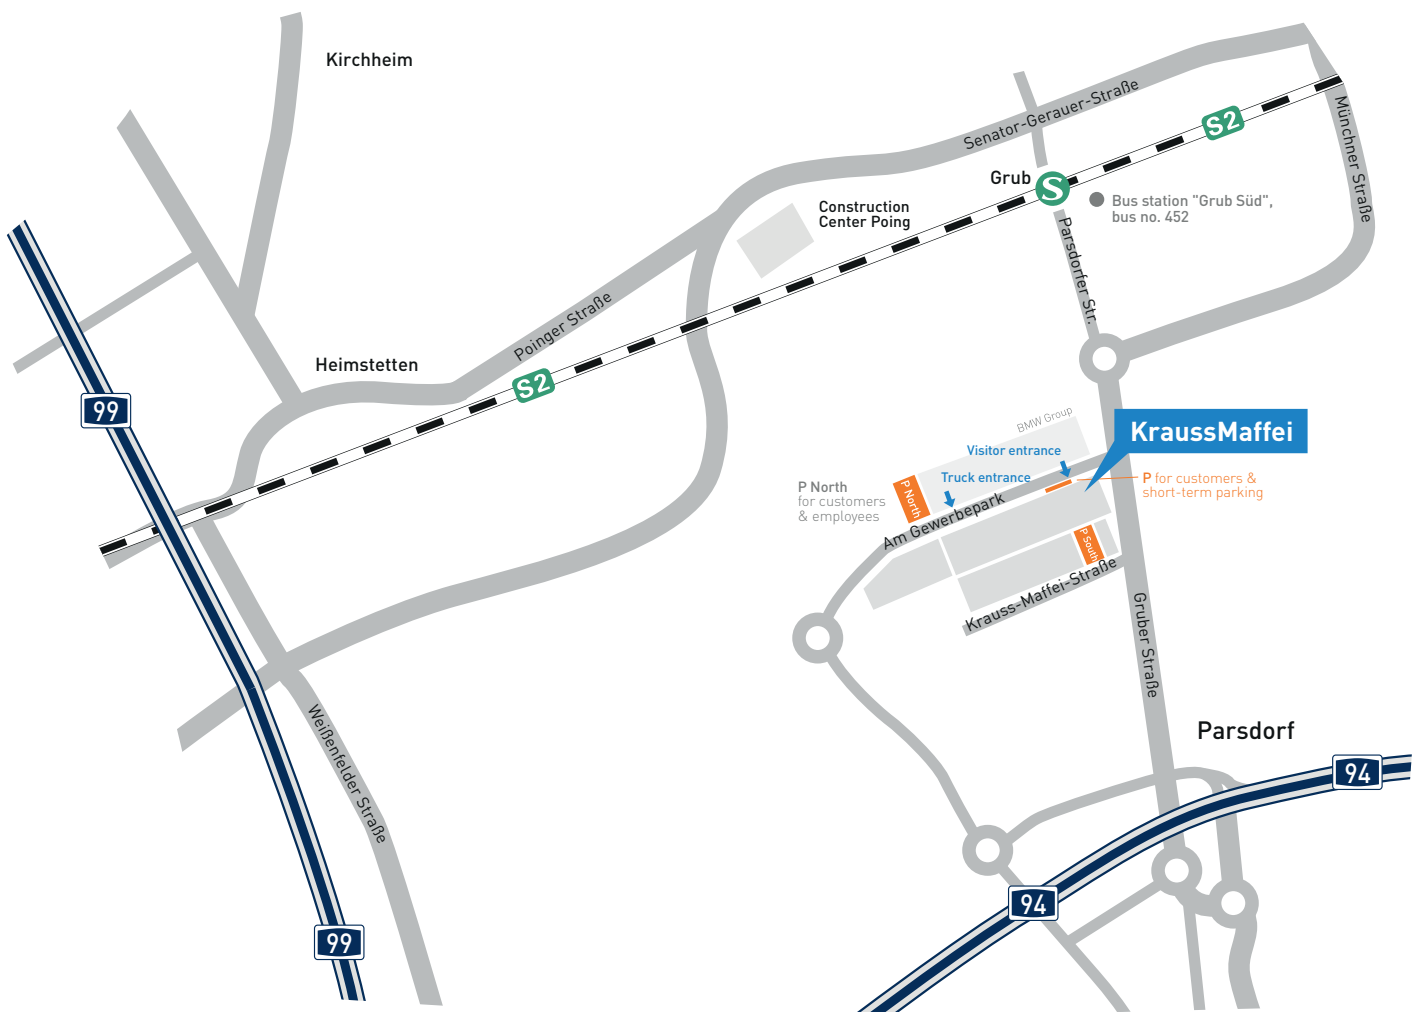 Kirchheim
Senator-Gerauer-Straße
S2
Münchner Straße
Grub
S
Bus station "Grub Süd",
bus no. 452
Construction
Center Poing
Parsdorfer Str.
Poinger Straße
Heimstetten
S2
99
BMW Group
KraussMaffei
Visitor entrance
Truck entrance
P for customers &
short-term parking
P North
for customers
& employees
P North
Am Gewerbepark
P South
Krauss-Maffei-Straße
Gruber Straße
Weißenfelder Straße
Parsdorf
94
94
99